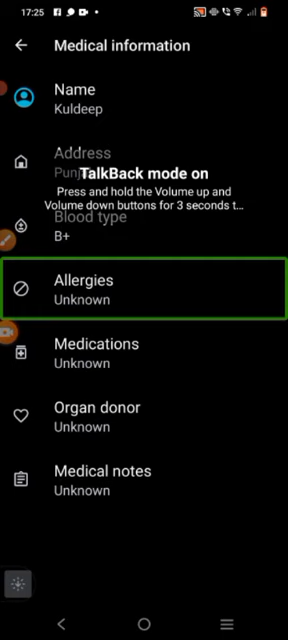 17:25
Medical information
Name
Kuldeep
Address
TalkBack mode on
Press and hold the Volume up and
Volume down buttons for 3 seconds t...
Blood type
B+
Allergies
Unknown
Medications
Unknown
Organ donor
Unknown
Medical notes
Unknown